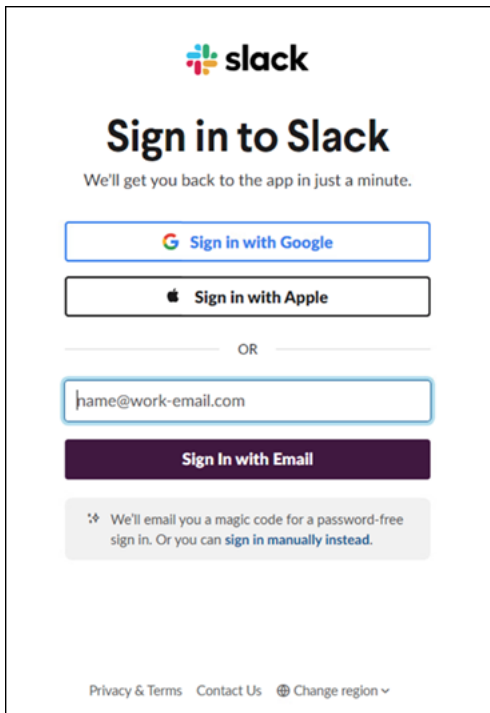 slack
Sign in to Slack
We'll get you back to the app in just a minute.
Sign in with Google
Sign in with Apple
OR
name@work-email.com
Sign In with Email
We'll email you a magic code for a password-free
sign in. Or you can sign in manually instead.
Privacy & Terms Contact Us Change region